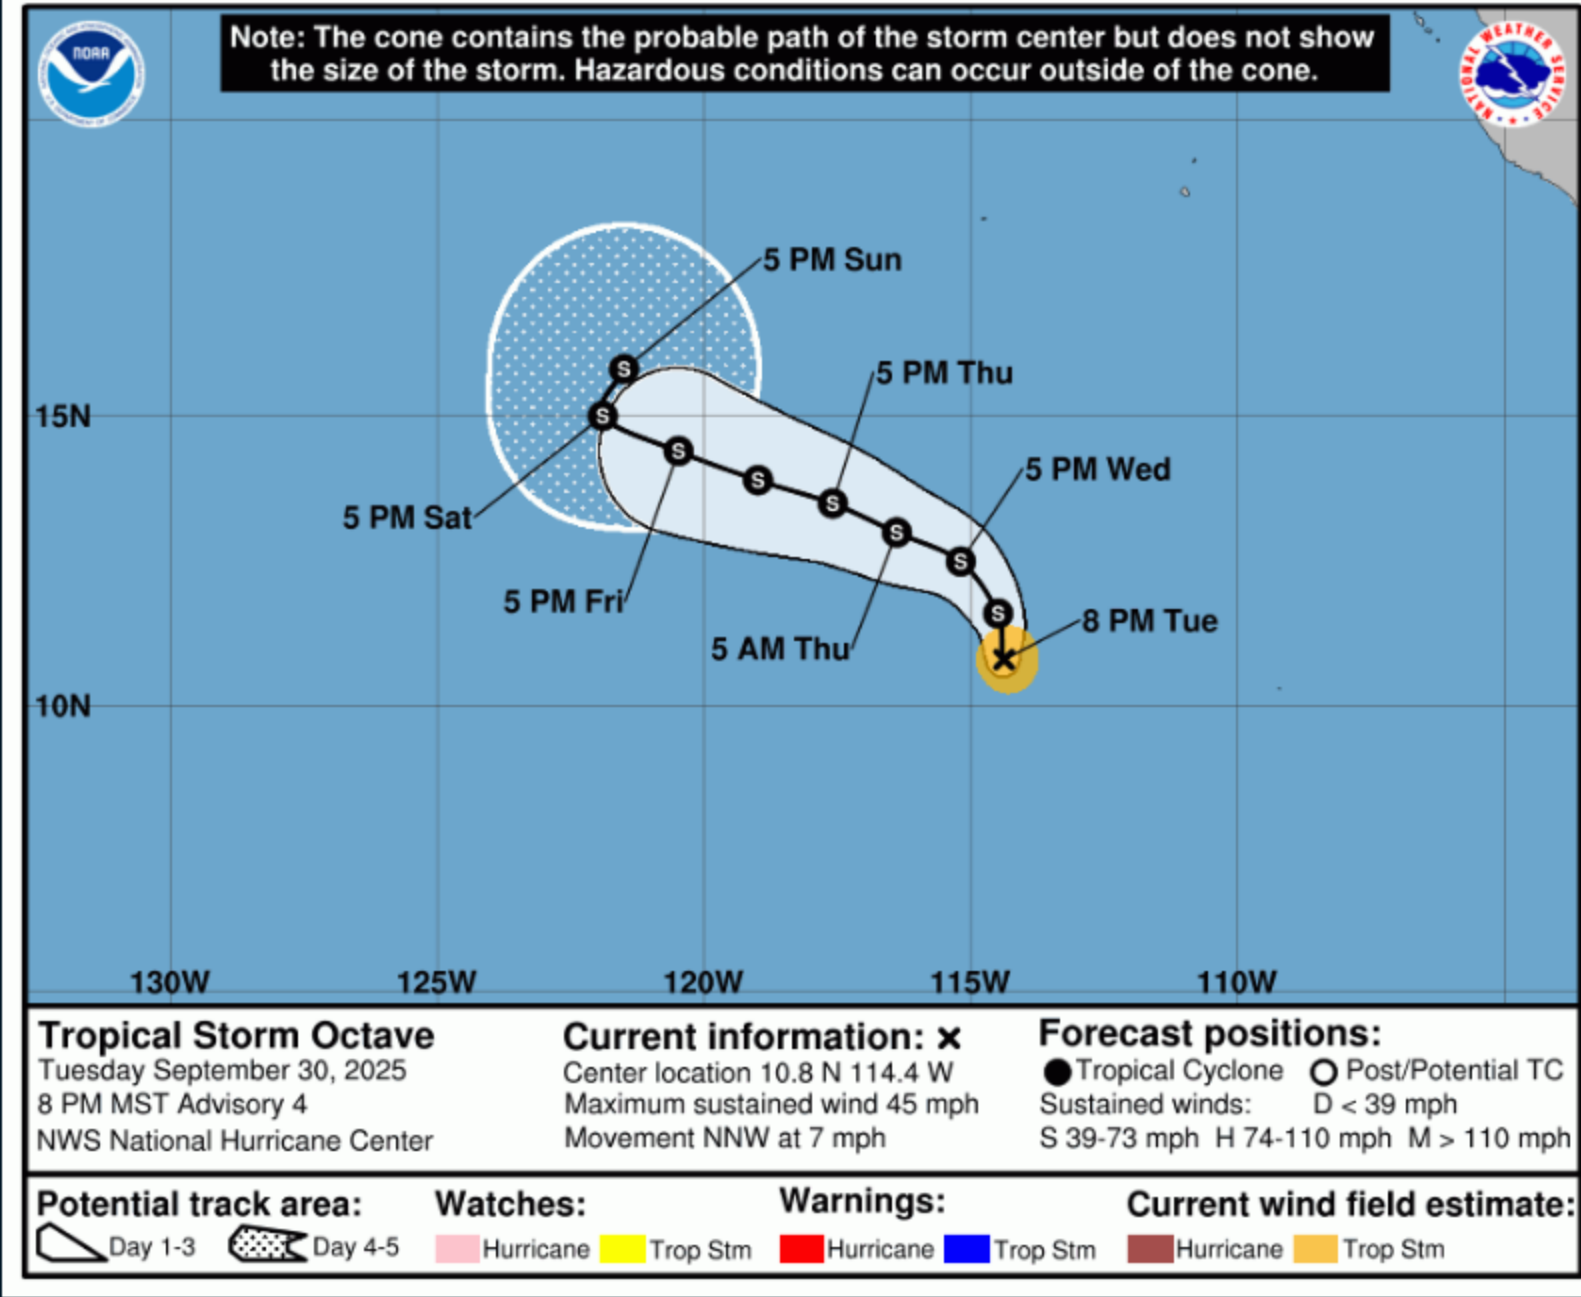 Note: The cone contains the probable path of the storm center but does not show
the size of the storm. Hazardous conditions can occur outside of the cone.
NOAA
NATIONAL WEATHER SERVICE
5 PM Sun
5 PM Thu
15N
5 PM Wed
5 PM Sat
5 PM Fri
8 PM Tue
5 AM Thu
10N
S
S
S
S
S
S
S
S
130W 125W 120W 115W 110W
Tropical Storm Octave
Tuesday September 30, 2025
8 PM MST Advisory 4
NWS National Hurricane Center
Current information: ×
Center location 10.8 N 114.4 W
Maximum sustained wind 45 mph
Movement NNW at 7 mph
Forecast positions:
Tropical Cyclone Post/Potential TC
Sustained winds: D < 39 mph
S 39-73 mph H 74-110 mph M > 110 mph
Potential track area:
Day 1-3 Day 4-5
Watches:
Hurricane Trop Stm
Warnings:
Hurricane Trop Stm
Current wind field estimate:
Hurricane Trop Stm